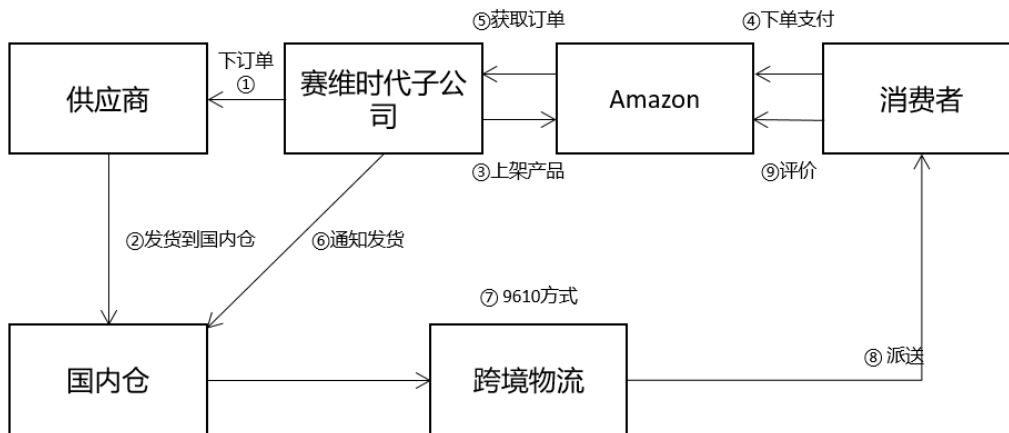 ⑤获取订单
④下单支付
下订单
①
供应商
赛维时代子公
司
Amazon
消费者
③上架产品
⑨评价
②发货到国内仓
⑥通知发货
⑦ 9610方式
⑧ 派送
国内仓
跨境物流